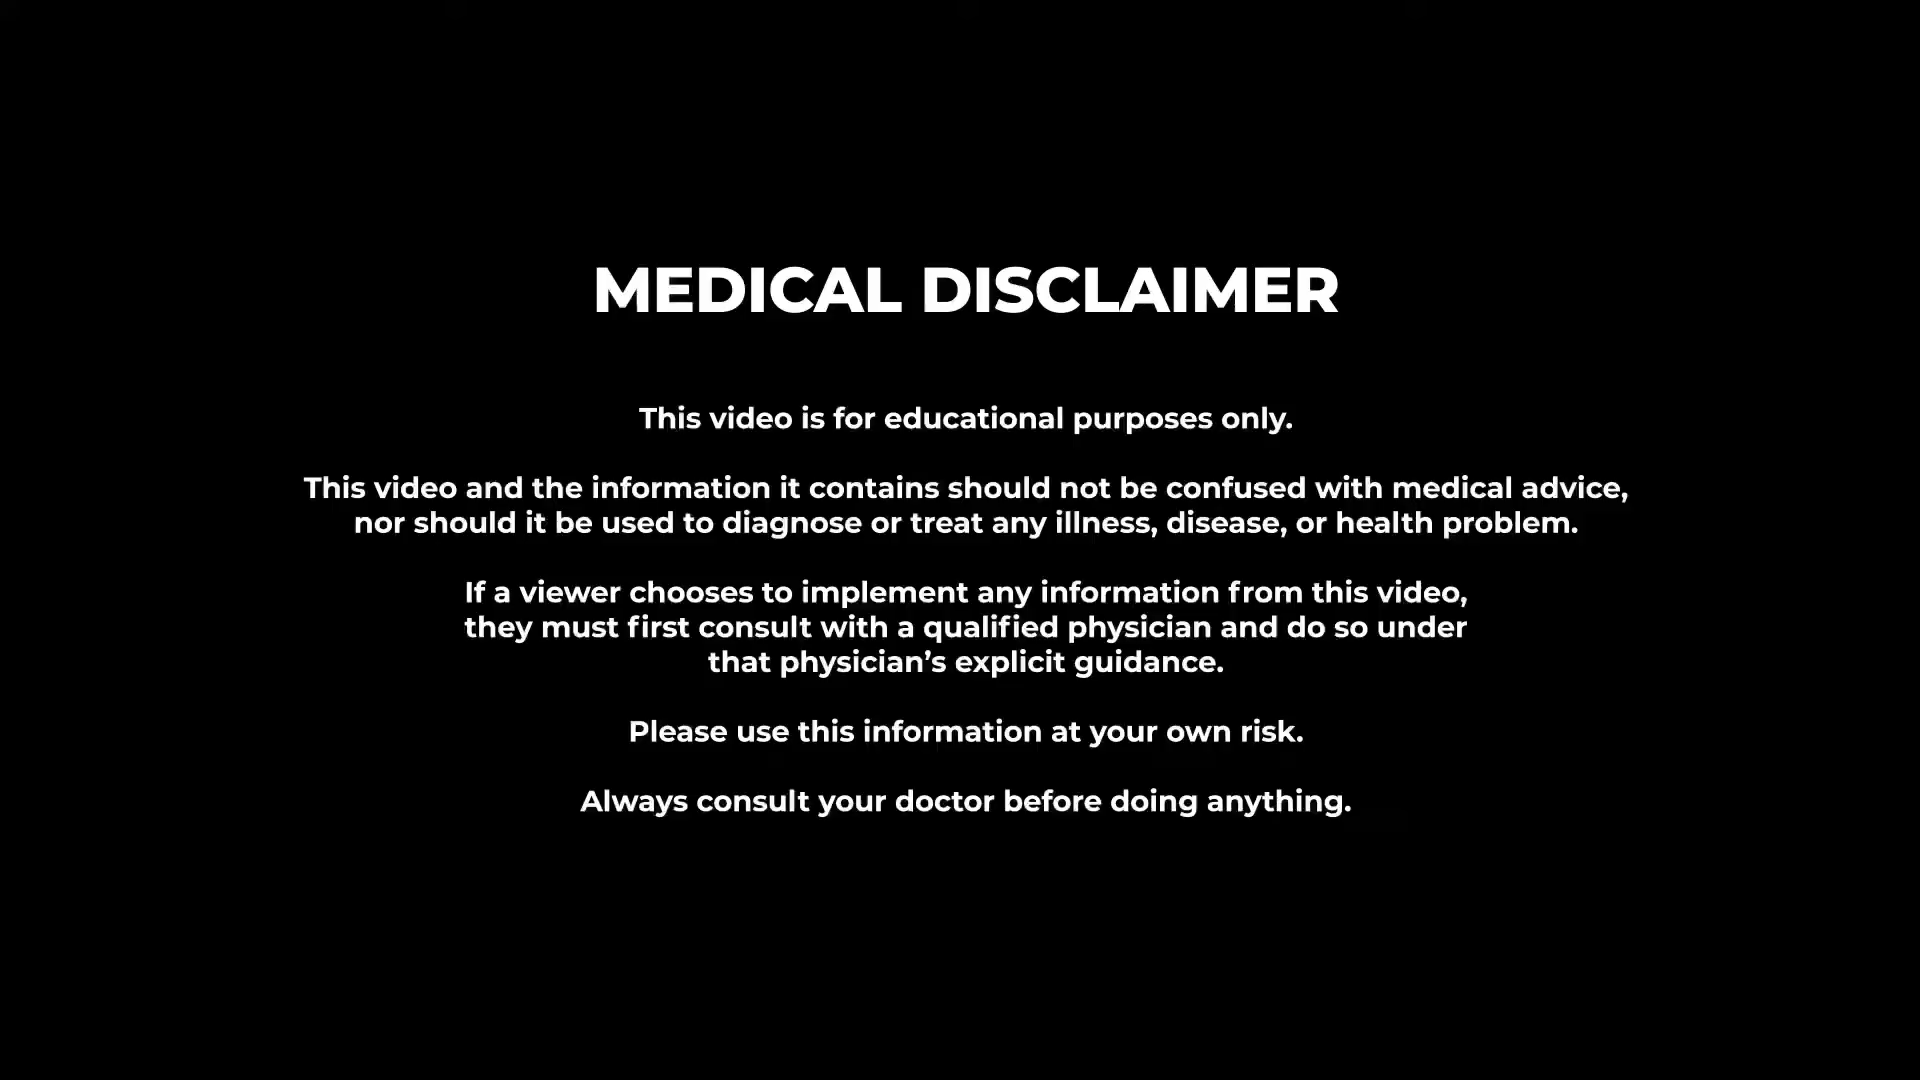 MEDICAL DISCLAIMER
This video is for educational purposes only.
This video and the information it contains should not be confused with medical advice,
nor should it be used to diagnose or treat any illness, disease, or health problem.
If a viewer chooses to implement any information from this video,
they must first consult with a qualified physician and do so under
that physician’s explicit guidance.
Please use this information at your own risk.
Always consult your doctor before doing anything.